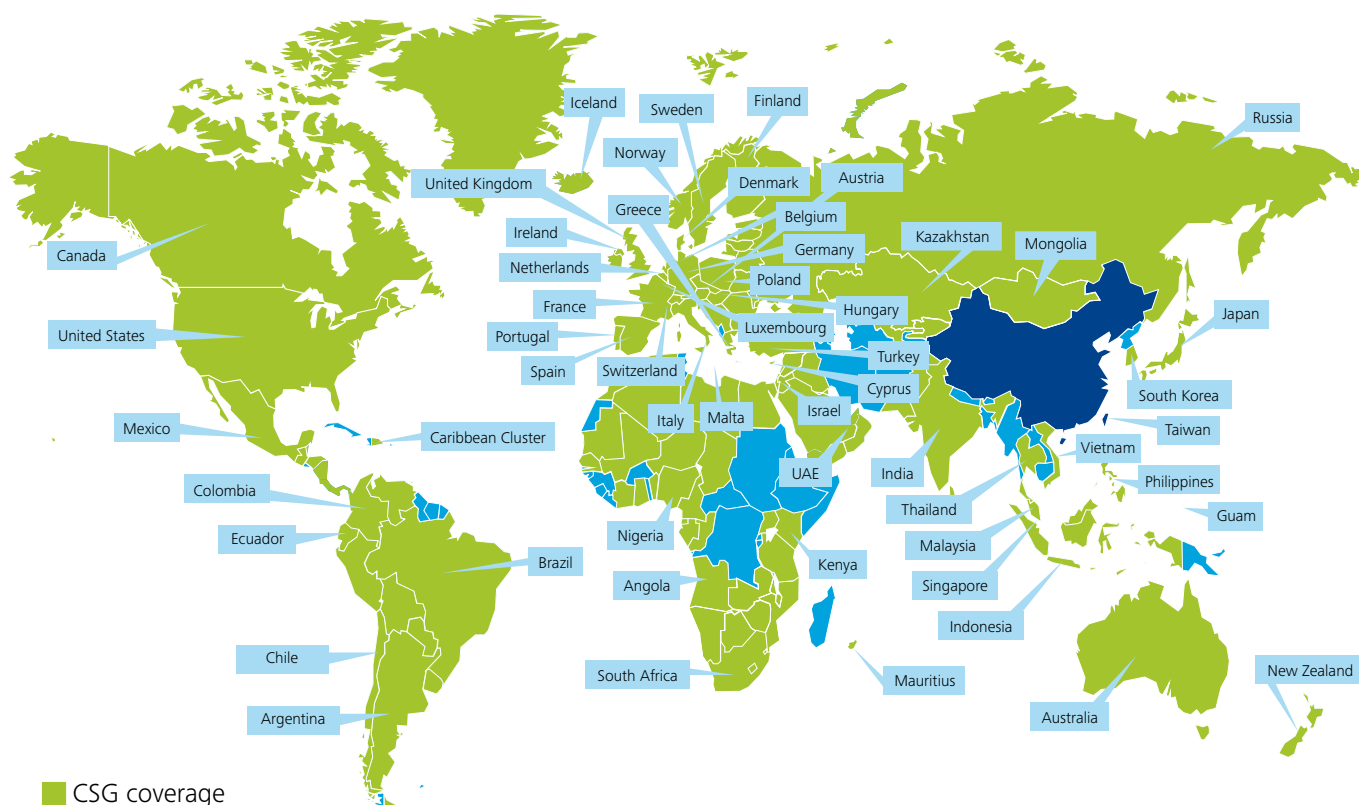 Iceland
Sweden
Finland
Russia
Norway
United Kingdom
Denmark
Austria
Greece
Belgium
Ireland
Kazakhstan
Mongolia
Canada
Germany
Netherlands
Poland
France
Hungary
Japan
United States
Portugal
Luxembourg
Turkey
Spain
Switzerland
Cyprus
South Korea
Italy
Malta
Israel
Mexico
Caribbean Cluster
Taiwan
Vietnam
UAE
India
Philippines
Colombia
Thailand
Guam
Ecuador
Nigeria
Malaysia
Brazil
Kenya
Angola
Singapore
Indonesia
Chile
South Africa
Mauritius
New Zealand
Argentina
Australia
CSG coverage